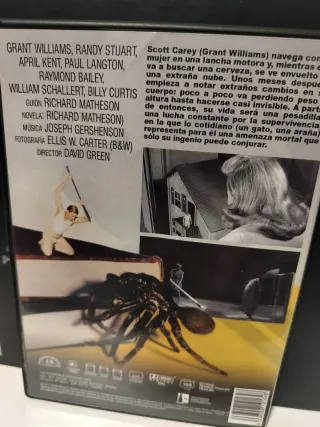 GRANT WILLIAMS, RANDY STUART,
APRIL KENT, PAUL LANGTON,
RAYMOND BAILEY,
WILLIAM SCHALLERT, BILLY CURTIS
GUIÓN RICHARD MATHESON
NOVELA: RICHARD MATHESON)
MÚSICA JOSEPH GERSHENSON
FOTOGRAFÍA ELLIS W. CARTER (B&W)
DIRECTOR DAVID GREEN
Scott Carey (Grant Williams) navega con
mujer en una lancha motora y, mientras e
va a buscar una cerveza, se ve envuelto
una extraña nube. Unos meses despué
empieza a notar extraños cambios en s
cuerpo: poco a poco va perdiendo peso
altura hasta hacerse casi invisible. A part
de entonces, su vida será una pesadilla
una lucha constante por la supervivencia
en la que lo cotidiano (un gato, una araña)
representa para él una amenaza mortal que
sólo su ingenio puede conjurar.